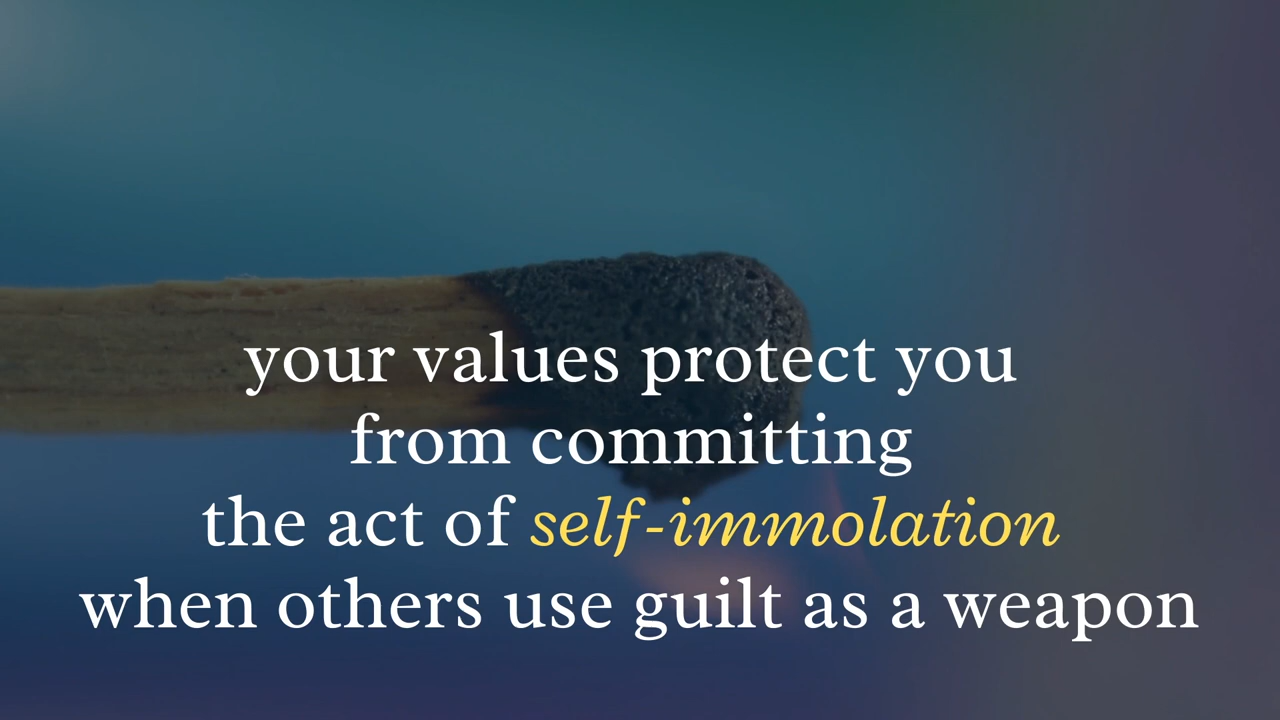 your values protect you
from committing
the act of self-immolation
when others use guilt as a weapon